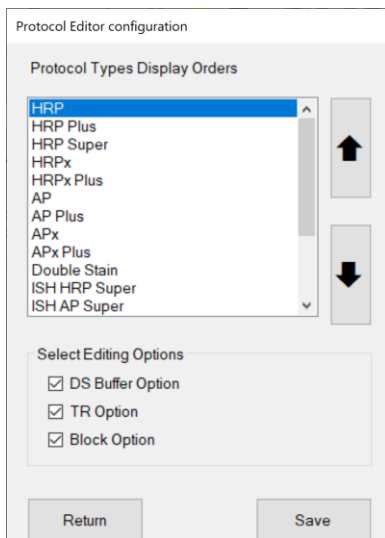 Protocol Editor configuration
Protocol Types Display Orders
HRP
HRP Plus
HRP Super
HRPx
HRPx Plus
AP
AP Plus
APx
APx Plus
Double Stain
ISH HRP Super
ISH AP Super
Select Editing Options
DS Buffer Option
TR Option
Block Option
Return
Save